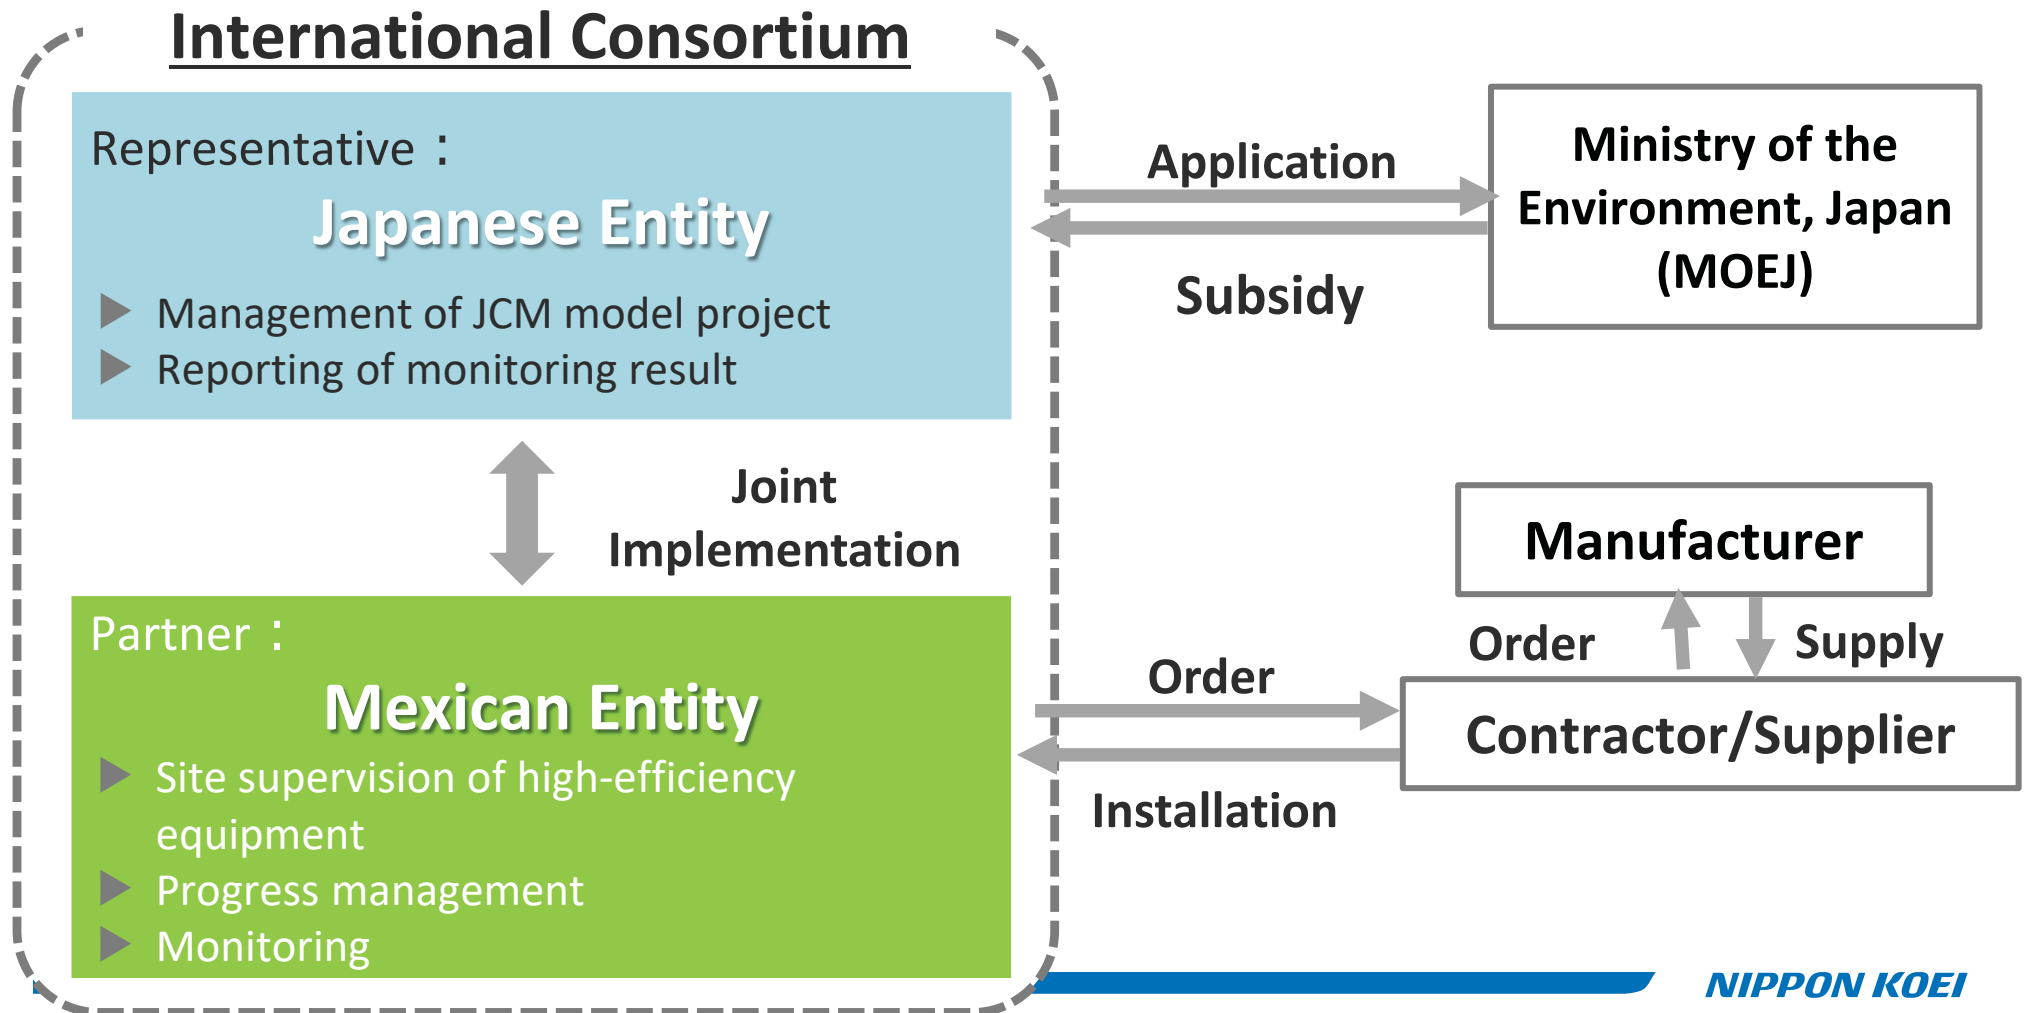 International Consortium
Representative：
Japanese Entity
Management of JCM model project
Reporting of monitoring result
Joint
Implementation
Partner：
Mexican Entity
Site supervision of high-efficiency
equipment
Progress management
Monitoring
Application
Subsidy
Ministry of the
Environment, Japan
(MOEJ)
Manufacturer
Order
Supply
Order
Contractor/Supplier
Installation
NIPPON KOEI